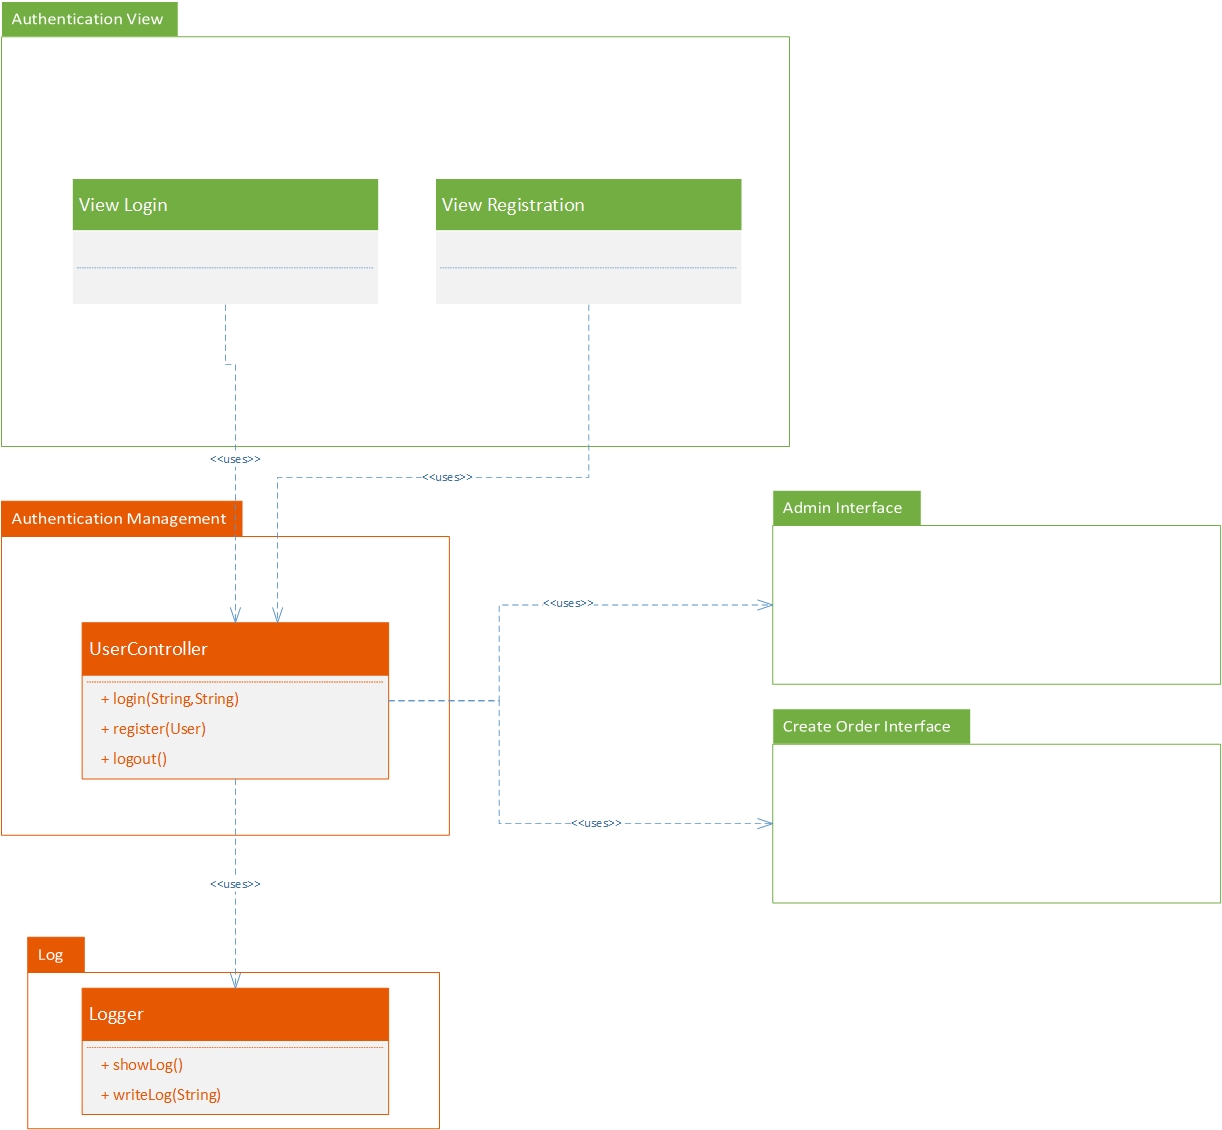 Authentication View
View Login
View Registration
<<uses>>
<<uses>>
Authentication Management
Admin Interface
<<uses>>
UserController
+ login(String,String)
+ register(User)
+ logout()
Create Order Interface
<<uses>>
<<uses>>
Log
Logger
+ showLog()
+ writeLog(String)